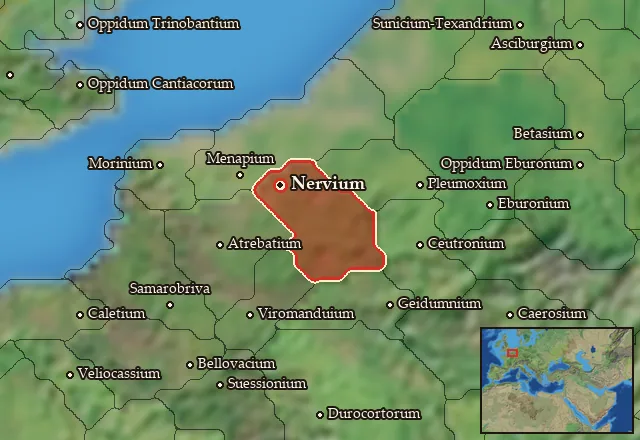 Oppidum Trinobantium
Sunicium-Texandrium
Asciburgium
Oppidum Cantiacorum
Betasium
Morinium
Menapium
Oppidum Eburonum
Nervium
Pleumoxium
Eburonium
Atrebatium
Ceutronium
Samarobriva
Caletium
Viromanduium
Geidumnium
Caerosium
Bellovacium
Veliocassium
Suessionium
Durocortorum